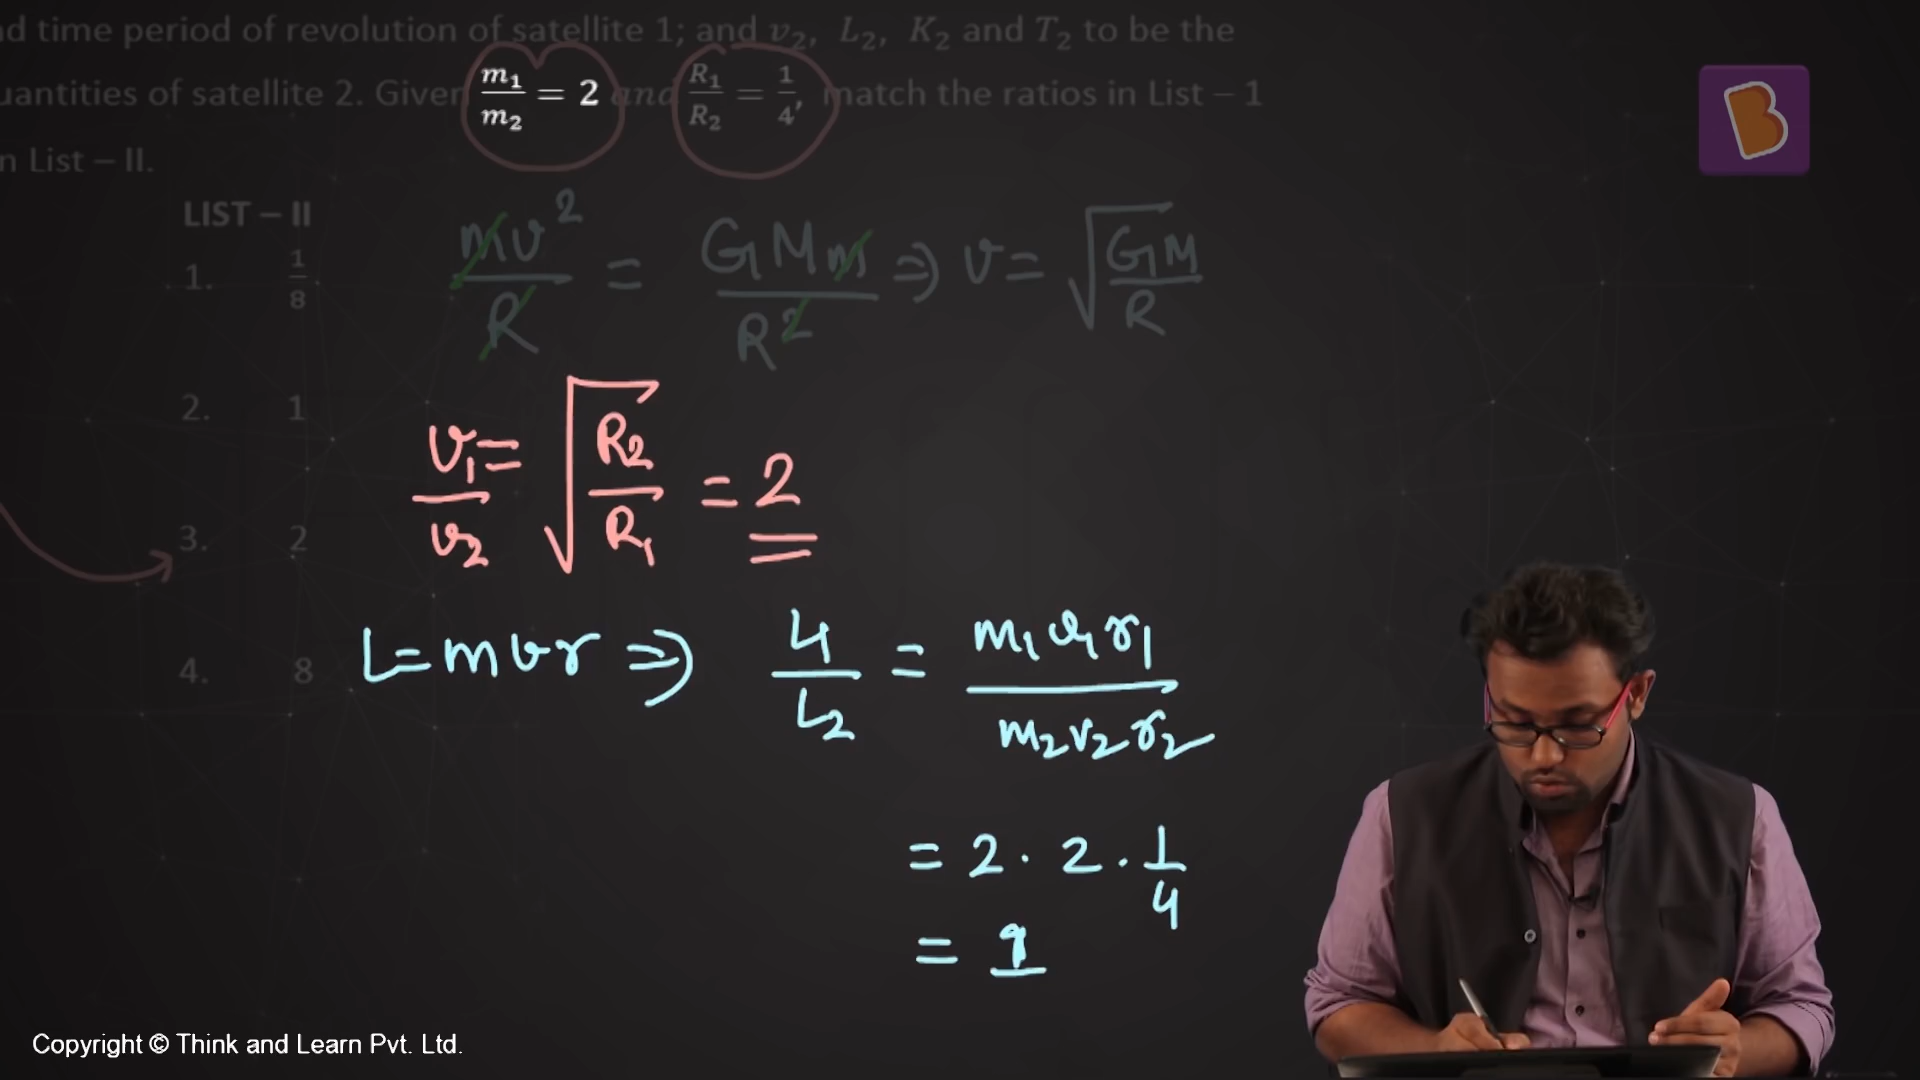 d time period of revolution of satellite 1; and v₂, L₂, K₂ and T₂ to be the
uantities of satellite 2. Given m₁/m₂ = 2 and R₁/R₂ = 1/4, match the ratios in List – 1
n List – II.
LIST – II
1. 1/8
mv²/R = GMm/R² ⇒ v = √(GM/R)
2. 1
v₁/v₂ = √(R₂/R₁) = 2
3. 2
L = mvr ⇒ L₁/L₂ = m₁v₁r₁/m₂v₂r₂
4. 8
= 2 · 2 · 1/4
= 1
B
Copyright © Think and Learn Pvt. Ltd.